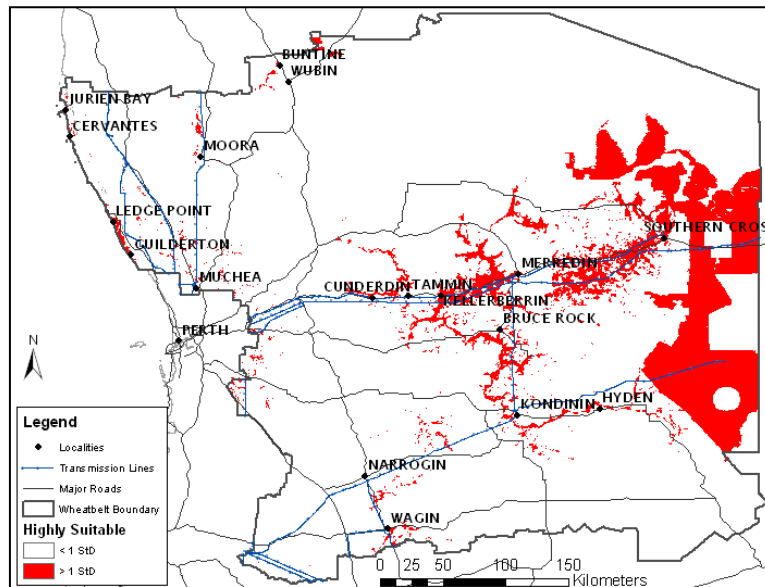 BUNTINE
WUBIN
JURIEN BAY
CERVANTES
MOORA
LEDGE POINT
GUILDERTON
SOUTHERN CROS
MUCHEA
MERREDIN
CUNDERDIN
TAMMIN
KELLERBERRIN
BRUCE ROCK
PERTH
N
KONDININ
HYDEN
Legend
Localities
Transmission Lines
Major Roads
Wheatbelt Boundary
Highly Suitable
< 1 StD
> 1 StD
NARROGIN
WAGIN
0 25 50 100 150
Kilometers